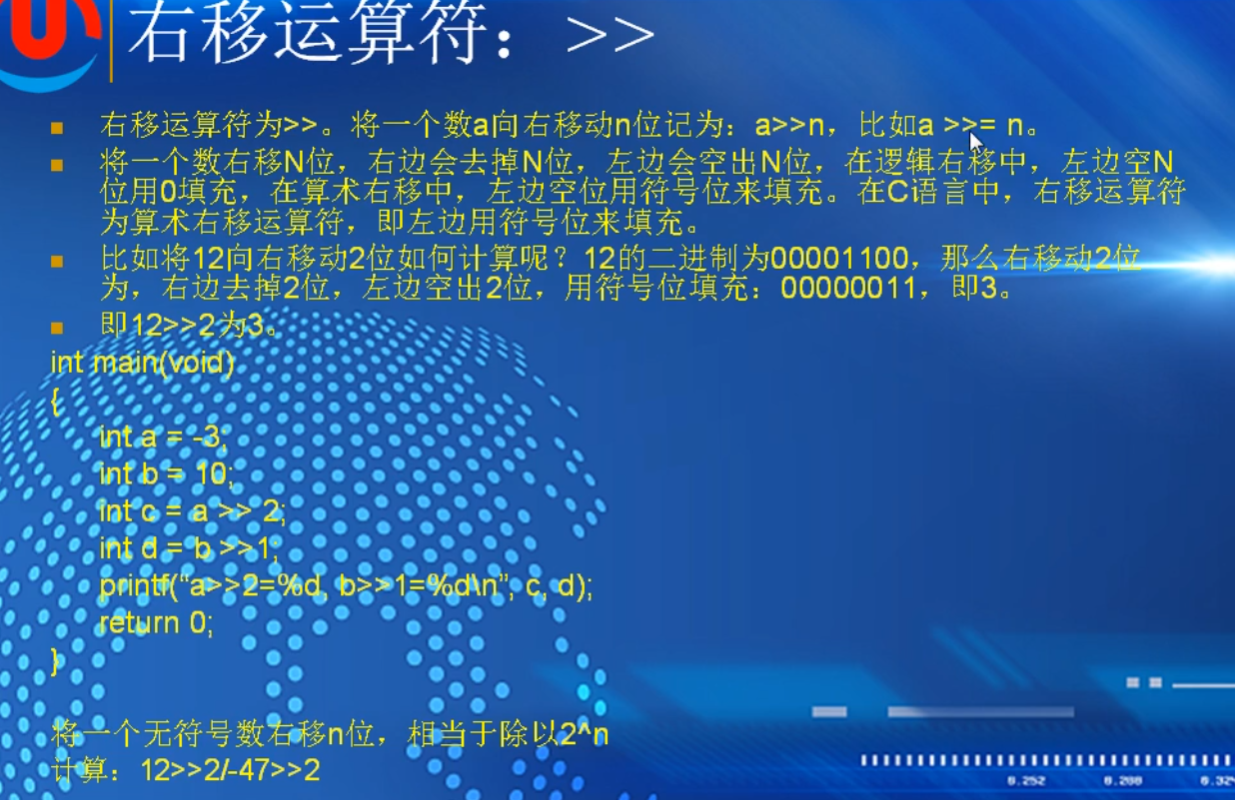 右移运算符：>>
右移运算符为>>。将一个数a向右移动n位记为：a>>n，比如a >>= n。
将一个数右移N位，右边会去掉N位，左边会空出N位，在逻辑右移中，左边空N
位用0填充，在算术右移中，左边空位用符号位来填充。在C语言中，右移运算符
为算术右移运算符，即左边用符号位来填充。
比如将12向右移动2位如何计算呢？12的二进制为00001100，那么右移动2位
为，右边去掉2位，左边空出2位，用符号位填充：00000011，即3。
即12>>2为3。
int main(void)
{
int a = -3;
int b = 10;
int c = a >> 2;
int d = b >>1;
printf(“a>>2=%d, b>>1=%d\n”, c, d);
return 0;
}
将一个无符号数右移n位，相当于除以2^n
计算：12>>2/-47>>2
0.252 0.288 0.324